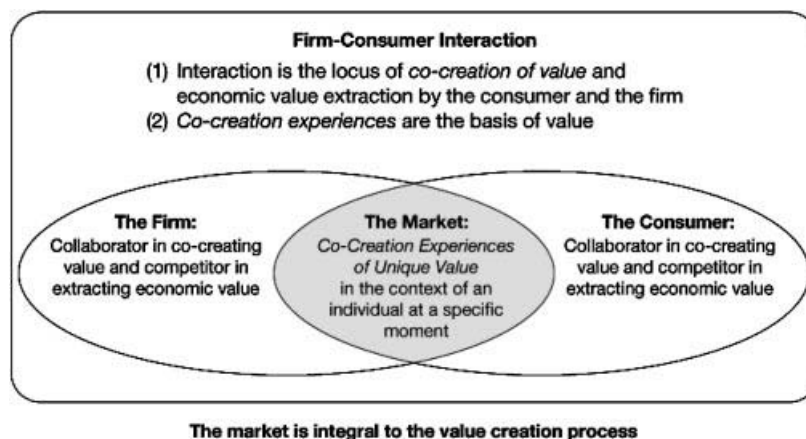 Firm-Consumer Interaction
(1) Interaction is the locus of co-creation of value and
economic value extraction by the consumer and the firm
(2) Co-creation experiences are the basis of value
The Firm:
Collaborator in co-creating
value and competitor in
extracting economic value
The Market:
Co-Creation Experiences
of Unique Value
in the context of an
individual at a specific
moment
The Consumer:
Collaborator in co-creating
value and competitor in
extracting economic value
The market is integral to the value creation process